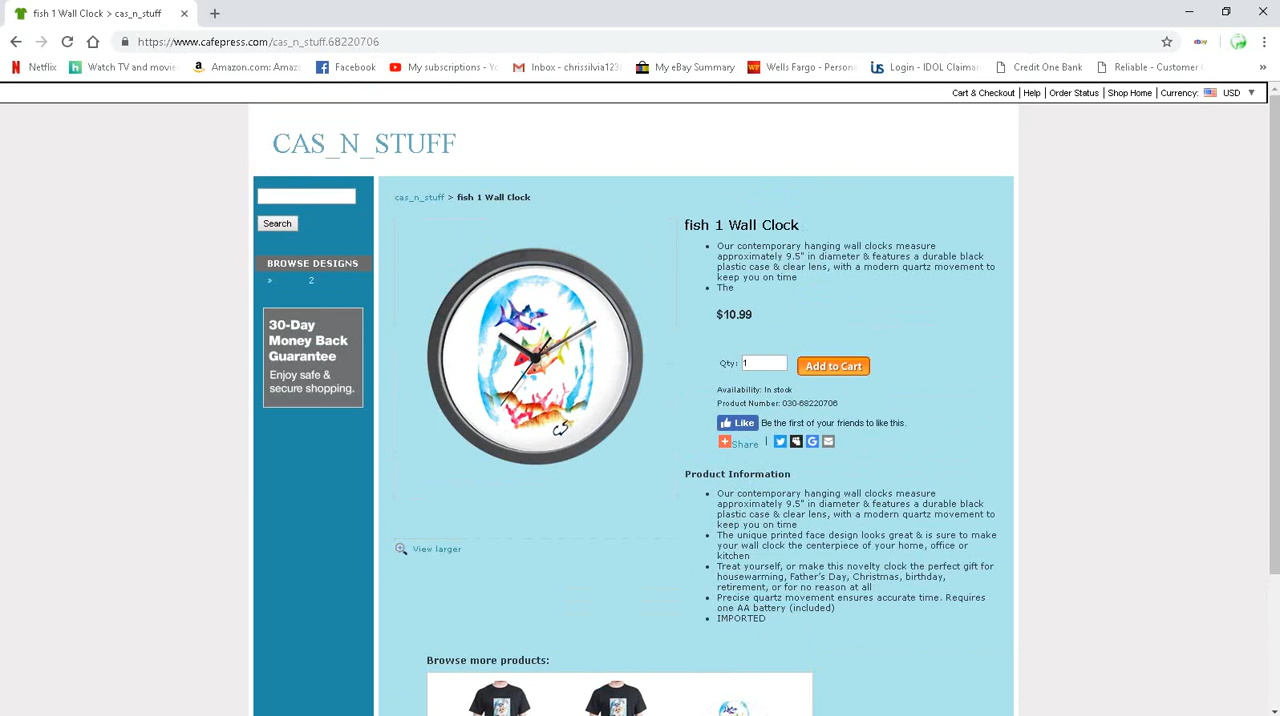 fish 1 Wall Clock > cas_n_stuff
https://www.cafepress.com/cas_n_stuff.68220706
Netflix Watch TV and movie Amazon.com: Amaz Facebook My subscriptions - Yo Inbox - chrissilva123 My eBay Summary Wells Fargo - Person Login - IDOL Claimar Credit One Bank Reliable - Customer
Cart & Checkout | Help | Order Status | Shop Home | Currency: USD
CAS_N_STUFF
Search
BROWSE DESIGNS
» 2
30-Day
Money Back
Guarantee
Enjoy safe &
secure shopping.
cas_n_stuff > fish 1 Wall Clock
View larger
fish 1 Wall Clock
Our contemporary hanging wall clocks measure
approximately 9.5" in diameter & features a durable black
plastic case & clear lens, with a modern quartz movement to
keep you on time
The
$10.99
Qty: 1 Add to Cart
Availability: In stock
Product Number: 030-68220706
Like Be the first of your friends to like this.
Share |
Product Information
Our contemporary hanging wall clocks measure
approximately 9.5" in diameter & features a durable black
plastic case & clear lens, with a modern quartz movement to
keep you on time
The unique printed face design looks great & is sure to make
your wall clock the centerpiece of your home, office or
kitchen
Treat yourself, or make this novelty clock the perfect gift for
housewarming, Father's Day, Christmas, birthday,
retirement, or for no reason at all
Precise quartz movement ensures accurate time. Requires
one AA battery (included)
IMPORTED
Browse more products: